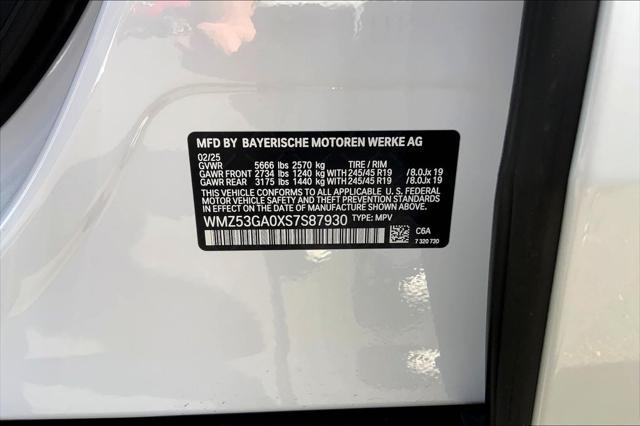 MFD BY BAYERISCHE MOTOREN WERKE AG
02/25
GVWR 5666 lbs 2570 kg TIRE / RIM
GAWR FRONT 2734 lbs 1240 kg WITH 245/45 R19 /8.0Jx 19
GAWR REAR 3175 lbs 1440 kg WITH 245/45 R19 /8.0Jx 19
THIS VEHICLE CONFORMS TO ALL APPLICABLE U. S. FEDERAL
MOTOR VEHICLE SAFETY AND THEFT PREVENTION STANDARDS
IN EFFECT ON THE DATE OF MANUFACTURE SHOWN ABOVE.
WMZ53GA0XS7S87930 TYPE: MPV
C6A
7 320 730